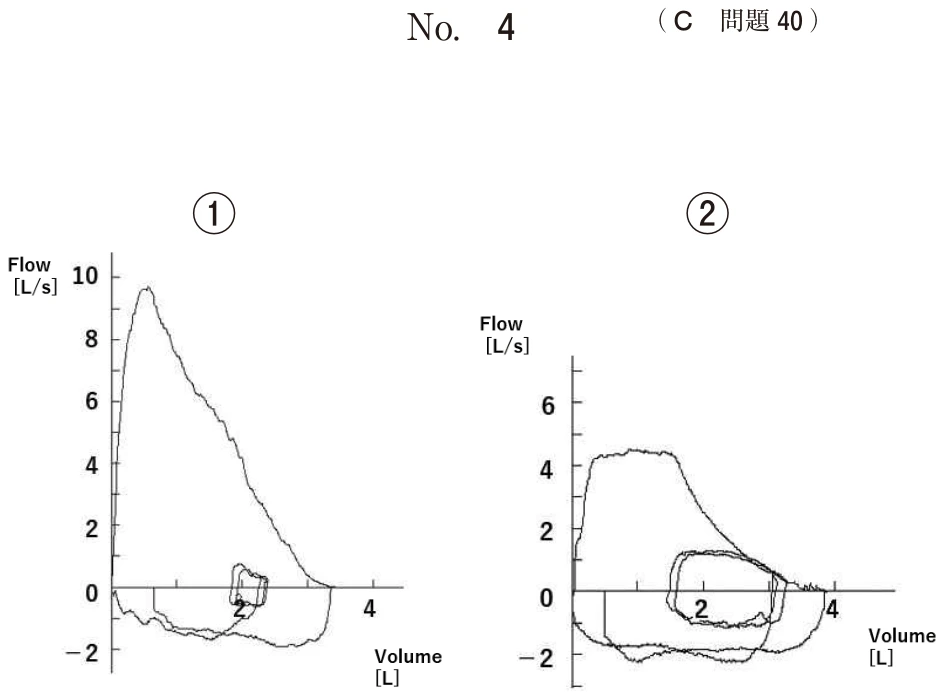 No. 4 （C 問題 40）
① ②
Flow
[L/s]
10
8
6
4
2
0
－2
2
4
Volume
[L]
Flow
[L/s]
6
4
2
0
－2
2
4
Volume
[L]